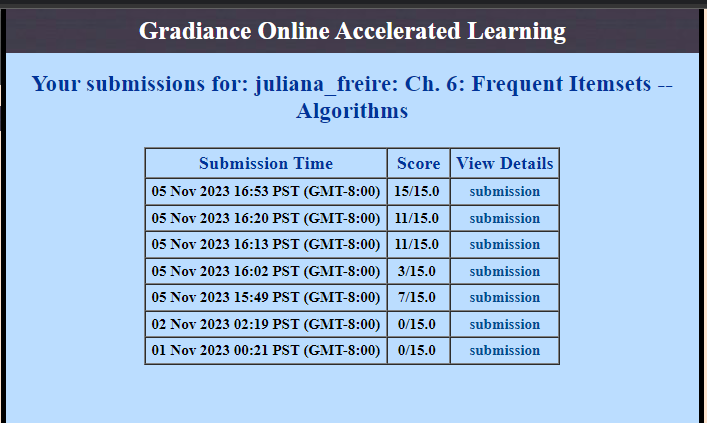 Gradiance Online Accelerated Learning
Your submissions for: juliana_freire: Ch. 6: Frequent Itemsets --
Algorithms
Submission Time Score View Details
05 Nov 2023 16:53 PST (GMT-8:00) 15/15.0 submission
05 Nov 2023 16:20 PST (GMT-8:00) 11/15.0 submission
05 Nov 2023 16:13 PST (GMT-8:00) 11/15.0 submission
05 Nov 2023 16:02 PST (GMT-8:00) 3/15.0 submission
05 Nov 2023 15:49 PST (GMT-8:00) 7/15.0 submission
02 Nov 2023 02:19 PST (GMT-8:00) 0/15.0 submission
01 Nov 2023 00:21 PST (GMT-8:00) 0/15.0 submission